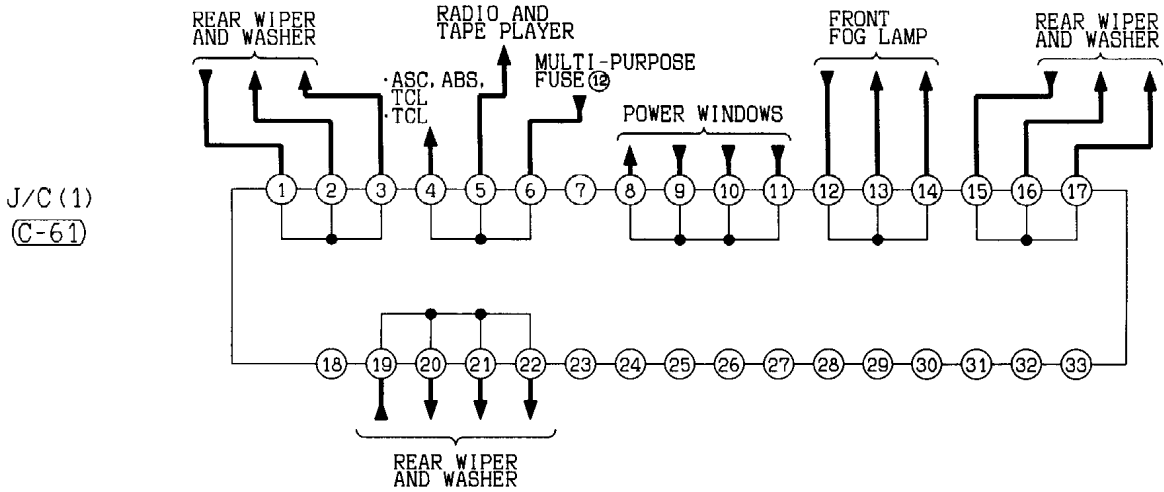 REAR WIPER
AND WASHER
RADIO AND
TAPE PLAYER
·ASC, ABS,
TCL
·TCL
MULTI-PURPOSE
FUSE⑫
POWER WINDOWS
FRONT
FOG LAMP
REAR WIPER
AND WASHER
J/C (1)
C-61
1 2 3 4 5 6 7 8 9 10 11 12 13 14 15 16 17
18 19 20 21 22 23 24 25 26 27 28 29 30 31 32 33
REAR WIPER
AND WASHER